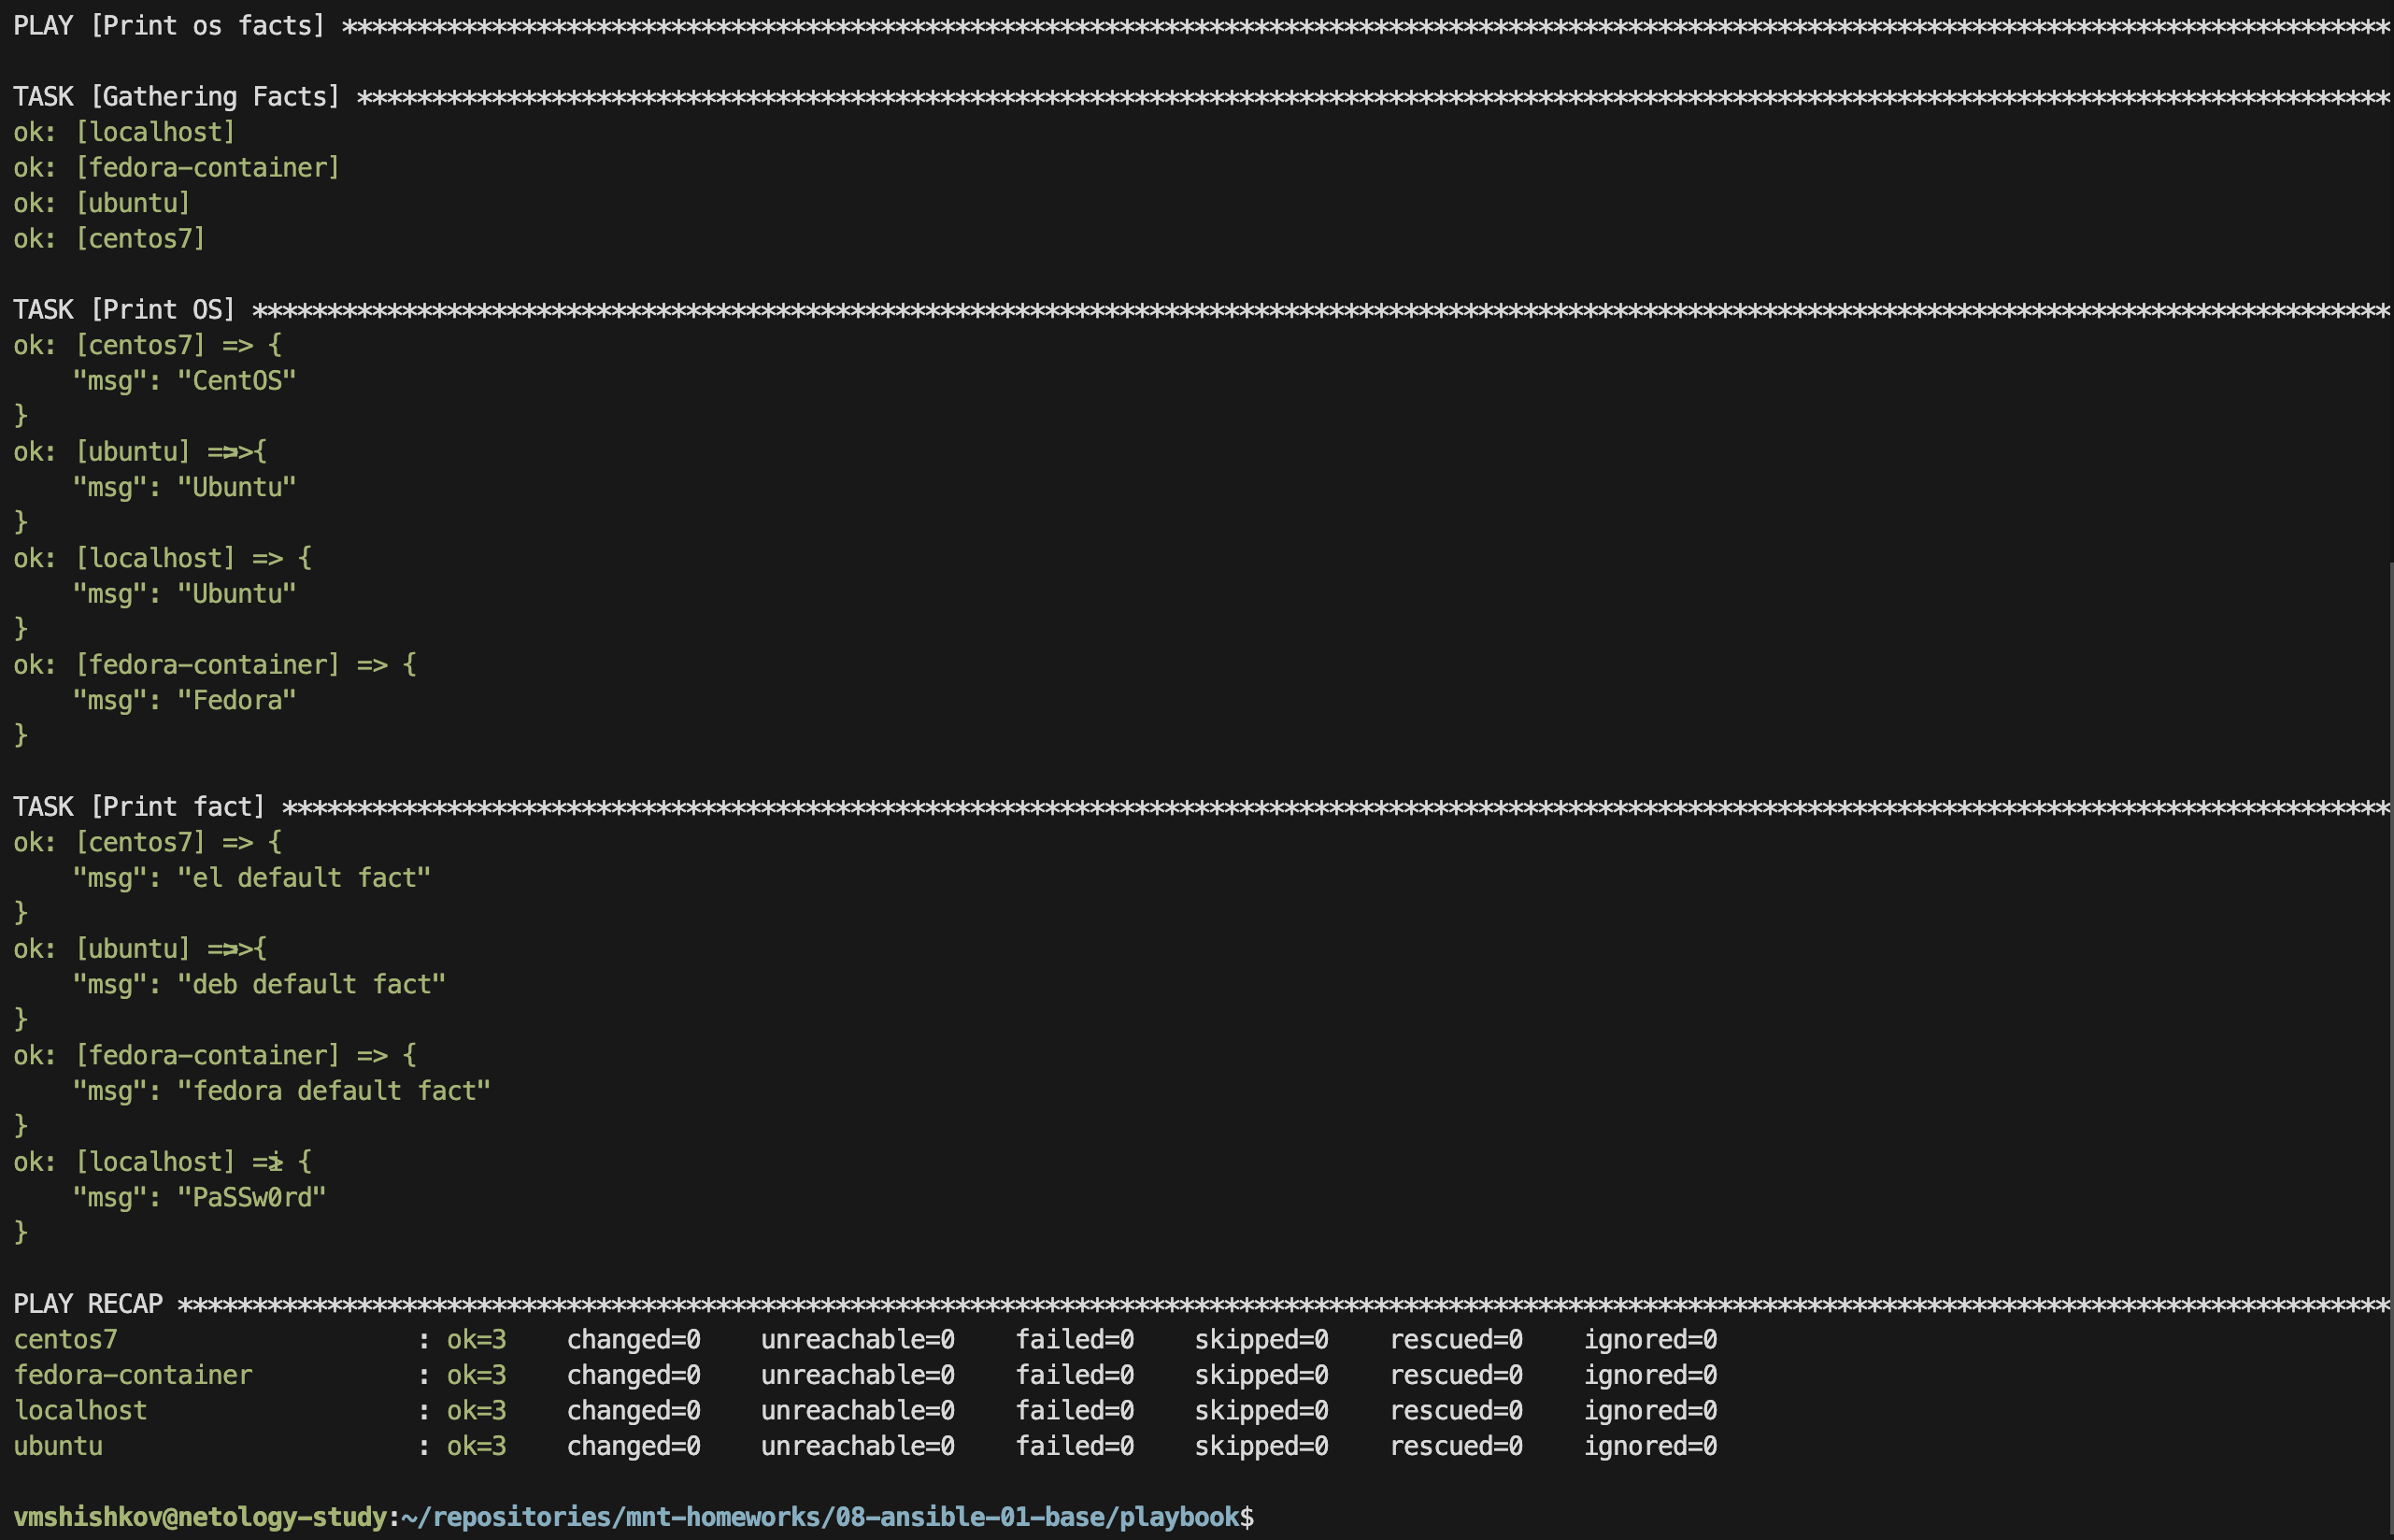 PLAY [Print os facts] *****************************************************************************************************************************************
TASK [Gathering Facts] ****************************************************************************************************************************************
ok: [localhost]
ok: [fedora-container]
ok: [ubuntu]
ok: [centos7]
TASK [Print OS] ***********************************************************************************************************************************************
ok: [centos7] => {
    "msg": "CentOS"
}
ok: [ubuntu] =>>{
    "msg": "Ubuntu"
}
ok: [localhost] => {
    "msg": "Ubuntu"
}
ok: [fedora-container] => {
    "msg": "Fedora"
}
TASK [Print fact] *********************************************************************************************************************************************
ok: [centos7] => {
    "msg": "el default fact"
}
ok: [ubuntu] =>>{
    "msg": "deb default fact"
}
ok: [fedora-container] => {
    "msg": "fedora default fact"
}
ok: [localhost] => {
    "msg": "PaSSw0rd"
}
PLAY RECAP ****************************************************************************************************************************************************
centos7                    : ok=3    changed=0    unreachable=0    failed=0    skipped=0    rescued=0    ignored=0
fedora-container           : ok=3    changed=0    unreachable=0    failed=0    skipped=0    rescued=0    ignored=0
localhost                  : ok=3    changed=0    unreachable=0    failed=0    skipped=0    rescued=0    ignored=0
ubuntu                     : ok=3    changed=0    unreachable=0    failed=0    skipped=0    rescued=0    ignored=0
vmshishkov@netology-study:~/repositories/mnt-homeworks/08-ansible-01-base/playbook$